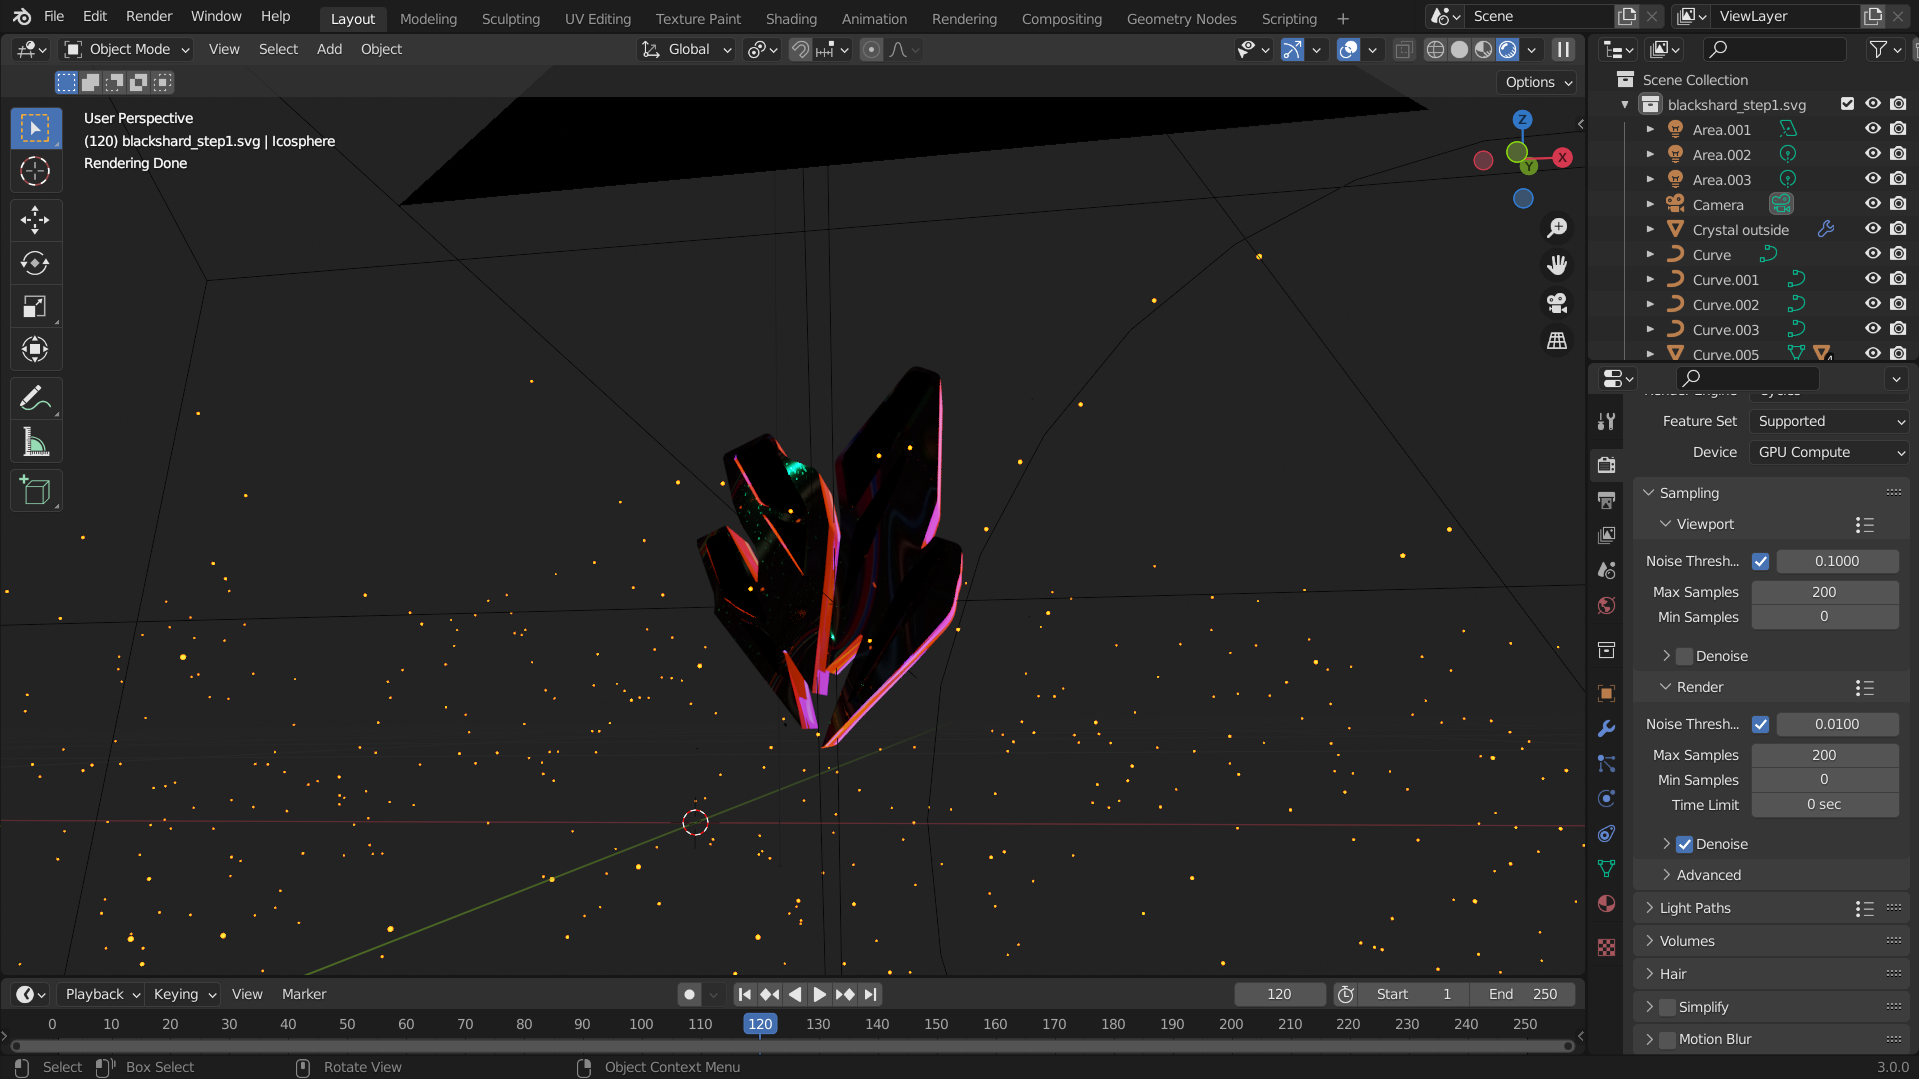 File Edit Render Window Help Layout Modeling Sculpting UV Editing Texture Paint Shading Animation Rendering Compositing Geometry Nodes Scripting + Scene ViewLayer
Object Mode View Select Add Object Global
Options
User Perspective
(120) blackshard_step1.svg | Icosphere
Rendering Done
Z
X
Y
Scene Collection
blackshard_step1.svg
Area.001
Area.002
Area.003
Camera
Crystal outside
Curve
Curve.001
Curve.002
Curve.003
Curve.005
Render Engine Cycles
Feature Set Supported
Device GPU Compute
Sampling
Viewport
Noise Thresh... 0.1000
Max Samples 200
Min Samples 0
Denoise
Render
Noise Thresh... 0.0100
Max Samples 200
Min Samples 0
Time Limit 0 sec
Denoise
Advanced
Light Paths
Volumes
Hair
Simplify
Motion Blur
Playback Keying View Marker 120 Start 1 End 250
0 10 20 30 40 50 60 70 80 90 100 110 120 130 140 150 160 170 180 190 200 210 220 230 240 250
Select Box Select Rotate View Object Context Menu 3.0.0